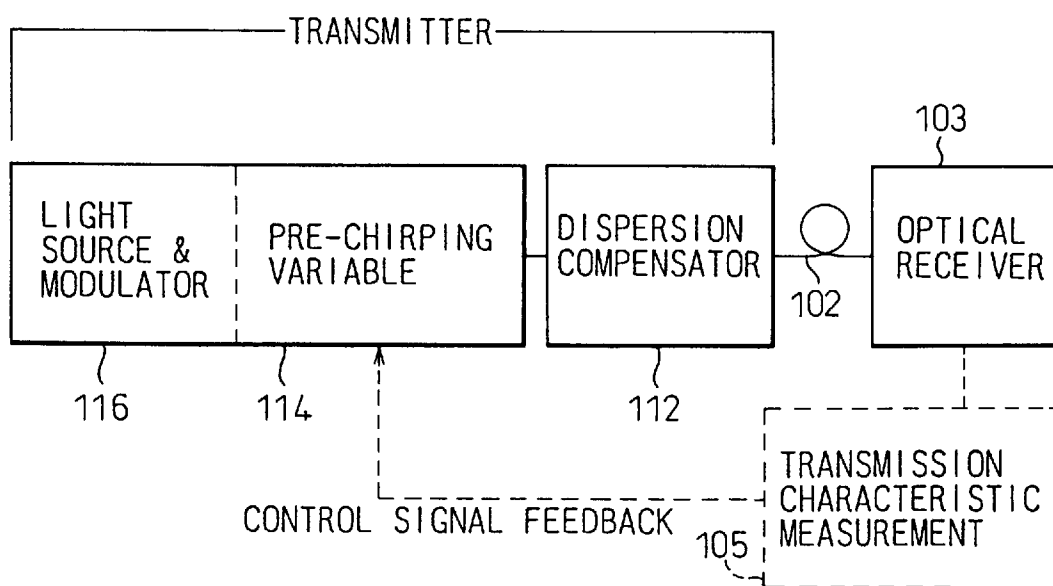 TRANSMITTER
103
LIGHT
SOURCE &
MODULATOR
PRE-CHIRPING
VARIABLE
DISPERSION
COMPENSATOR
102
OPTICAL
RECEIVER
116
114
112
CONTROL SIGNAL FEEDBACK
105
TRANSMISSION
CHARACTERISTIC
MEASUREMENT